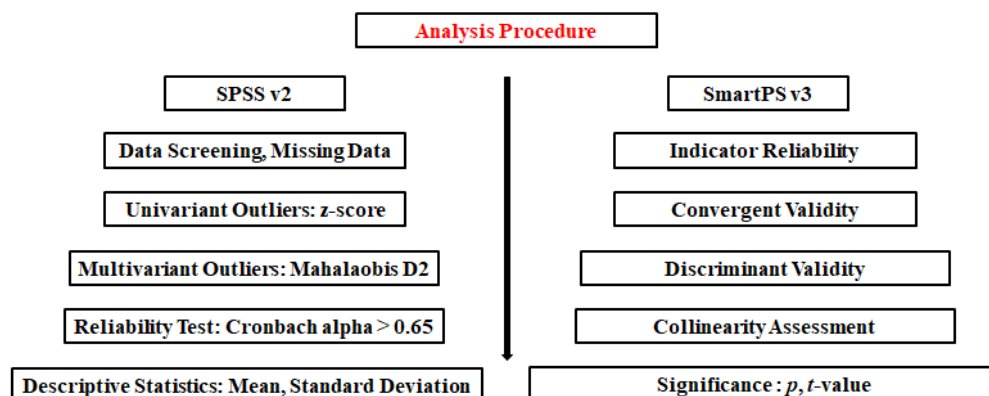 Analysis Procedure
SPSS v2
SmartPS v3
Data Screening, Missing Data
Indicator Reliability
Univariant Outliers: z-score
Convergent Validity
Multivariant Outliers: Mahalaobis D2
Discriminant Validity
Reliability Test: Cronbach alpha > 0.65
Collinearity Assessment
Descriptive Statistics: Mean, Standard Deviation
Significance : p, t-value